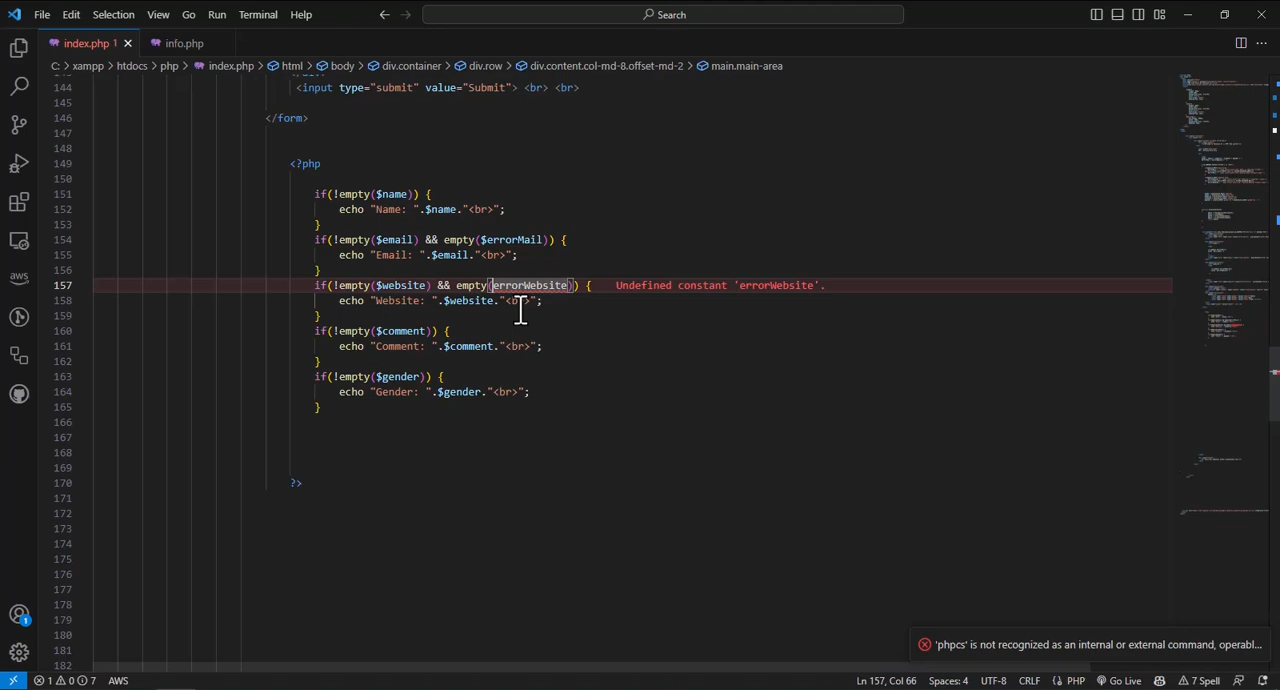 File Edit Selection View Go Run Terminal Help
Search
index.php 1
info.php
C: > xampp > htdocs > php > index.php > html > body > div.container > div.row > div.content.col-md-8.offset-md-2 > main.main-area
144 <input type="submit" value="Submit"> <br> <br>
145
146 </form>
147
148
149 <?php
150
151 if(!empty($name)) {
152 echo "Name: ".$name."<br>";
153 }
154 if(!empty($email) && empty($errorMail)) {
155 echo "Email: ".$email."<br>";
156 }
157 if(!empty($website) && empty(errorWebsite)) { Undefined constant 'errorWebsite'.
158 echo "Website: ".$website."<br>";
159 }
160 if(!empty($comment)) {
161 echo "Comment: ".$comment."<br>";
162 }
163 if(!empty($gender)) {
164 echo "Gender: ".$gender."<br>";
165 }
166
167
168
169
170 ?>
171
172
173
174
175
176
177
178
179
180
181
182
aws
1
'phpcs' is not recognized as an internal or external command, operabl...
1 0 7 AWS
Ln 157, Col 66 Spaces: 4 UTF-8 CRLF PHP Go Live 7 Spell